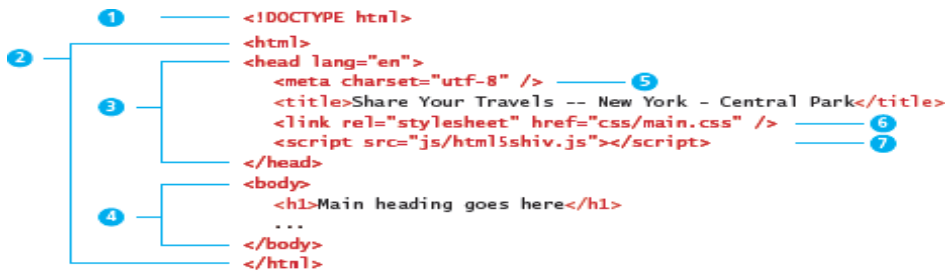 1 <!DOCTYPE html>
2 <html>
<head lang="en">
<meta charset="utf-8" /> 5
3 <title>Share Your Travels -- New York - Central Park</title>
<link rel="stylesheet" href="css/main.css" /> 6
<script src="js/html5shiv.js"></script> 7
</head>
<body>
4 <h1>Main heading goes here</h1>
...
</body>
</html>